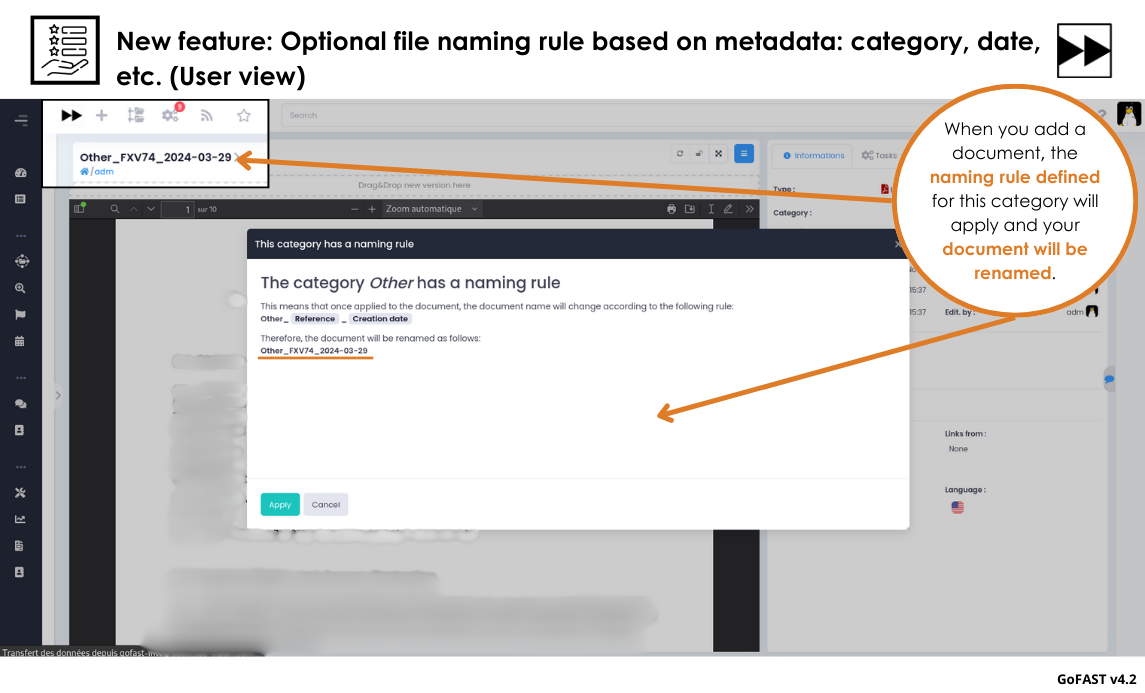 New feature: Optional file naming rule based on metadata: category, date,
etc. (User view)
9
Search
?
Other_FXV74_2024-03-29
/adm
Informations
Tasks
Drag&Drop new version here
Type :
1 sur 10
Zoom automatique
Category :
When you add a
document, the
naming rule defined
for this category will
apply and your
document will be
renamed.
This category has a naming rule
The category Other has a naming rule
This means that once applied to the document, the document name will change according to the following rule:
Other_ Reference _ Creation date
Therefore, the document will be renamed as follows:
Other_FXV74_2024-03-29
15:37
15:37
Edit. by :
adm
Links from :
None
Language :
Apply
Cancel
Transfert des données depuis gofast-
GoFAST v4.2